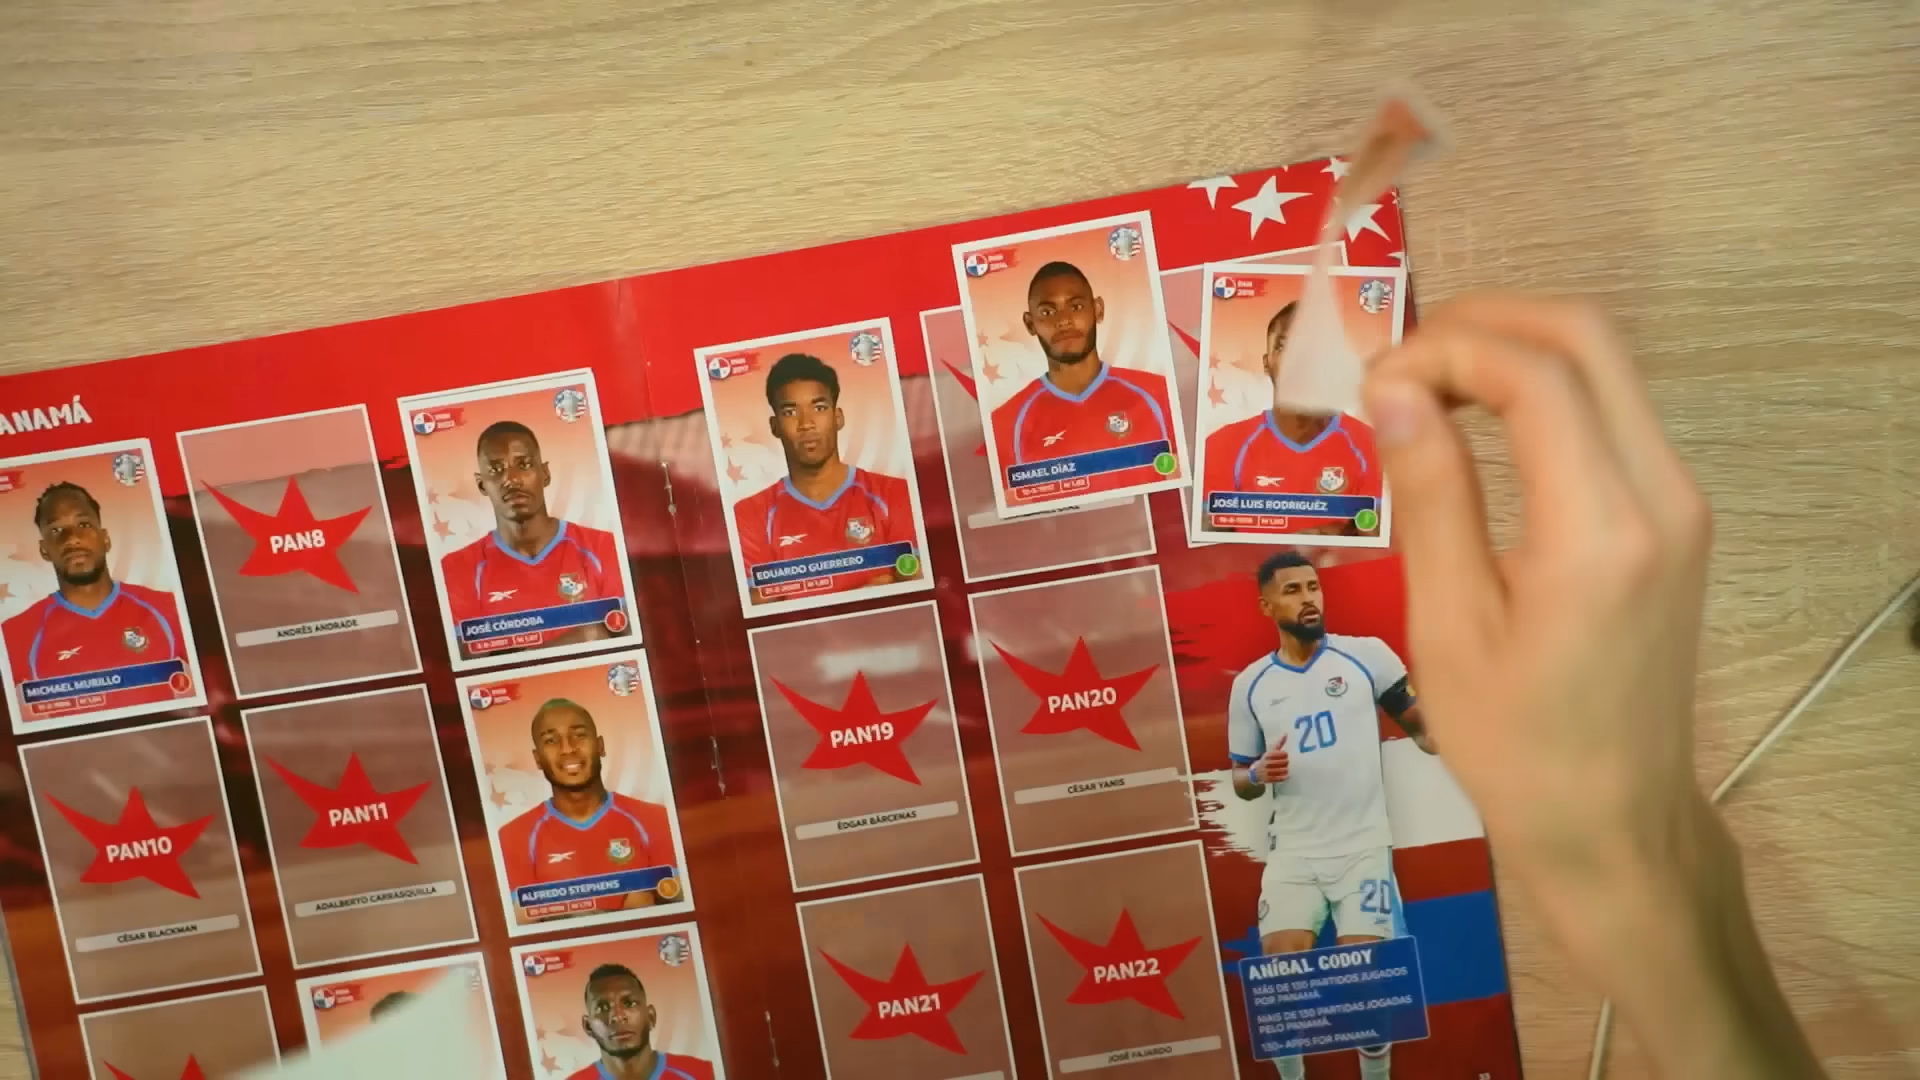 ANAMÁ
MICHAEL MURILLO
PAN8
ANDRÉS ANDRADE
JOSÉ CÓRDOBA
EDUARDO GUERRERO
ISMAEL DÍAZ
JOSÉ LUIS RODRIGUÉZ
PAN10
CÉSAR BLACKMAN
PAN11
ADALBERTO CARRASQUILLA
ALFREDO STEPHENS
PAN19
ÉDGAR BÁRCENAS
PAN20
CÉSAR YANIS
20
20
PAN21
PAN22
JOSÉ FAJARDO
ANÍBAL GODOY
MÁS DE 130 PARTIDOS JUGADOS
POR PANAMÁ.
MAIS DE 130 PARTIDAS JOGADAS
PELO PANAMÁ.
130+ APPS FOR PANAMA.